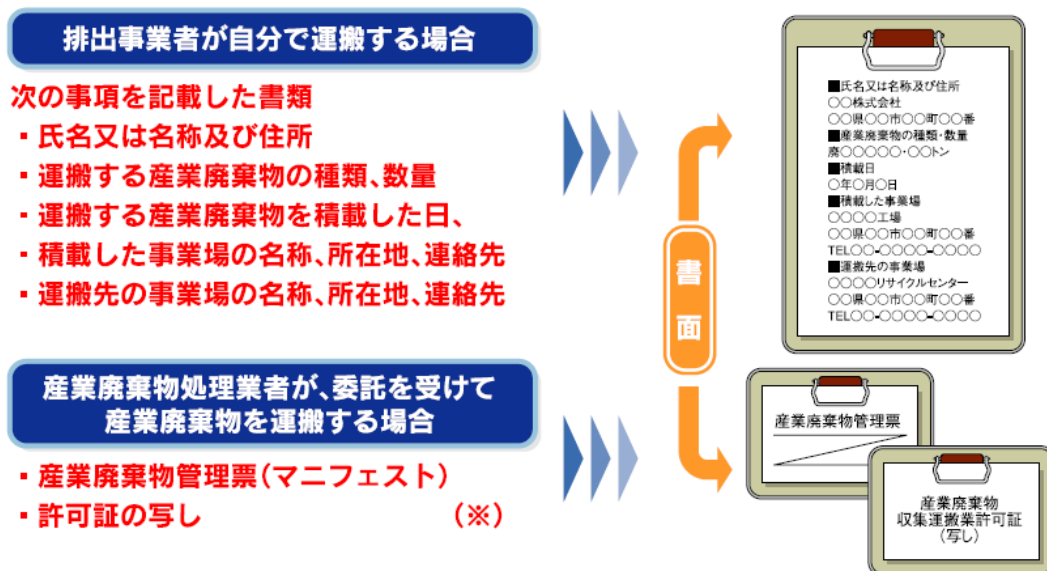 排出事業者が自分で運搬する場合
次の事項を記載した書類
▪氏名又は名称及び住所
▪運搬する産業廃棄物の種類、数量
▪運搬する産業廃棄物を積載した日、
▪積載した事業場の名称、所在地、連絡先
▪運搬先の事業場の名称、所在地、連絡先
産業廃棄物処理業者が、委託を受けて
産業廃棄物を運搬する場合
▪産業廃棄物管理票(マニフェスト)
▪許可証の写し (※)
書面
■氏名又は名称及び住所
○○株式会社
○○県○○市○○町○○番
■産業廃棄物の種類・数量
廃○○○○○・○○トン
■積載日
○年○月○日
■積載した事業場
○○○○工場
○○県○○市○○町○○番
TEL○○-○○○○-○○○○
■運搬先の事業場
○○○○リサイクルセンター
○○県○○市○○町○○番
TEL○○-○○○○-○○○○
産業廃棄物管理票
産業廃棄物
収集運搬業許可証
(写し)